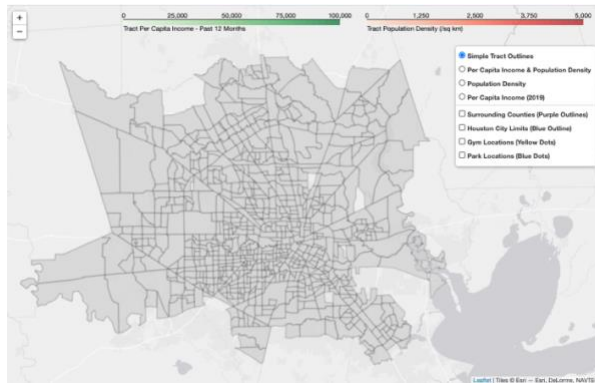 +
−
0 25,000 50,000 75,000 100,000
Tract Per Capita Income - Past 12 Months
0 1,250 2,500 3,750 5,000
Tract Population Density (/sq km)
Simple Tract Outlines
Per Capita Income & Population Density
Population Density
Per Capita Income (2019)
Surrounding Counties (Purple Outlines)
Houston City Limits (Blue Outline)
Gym Locations (Yellow Dots)
Park Locations (Blue Dots)
Leaflet | Tiles © Esri — Esri, DeLorme, NAVTE